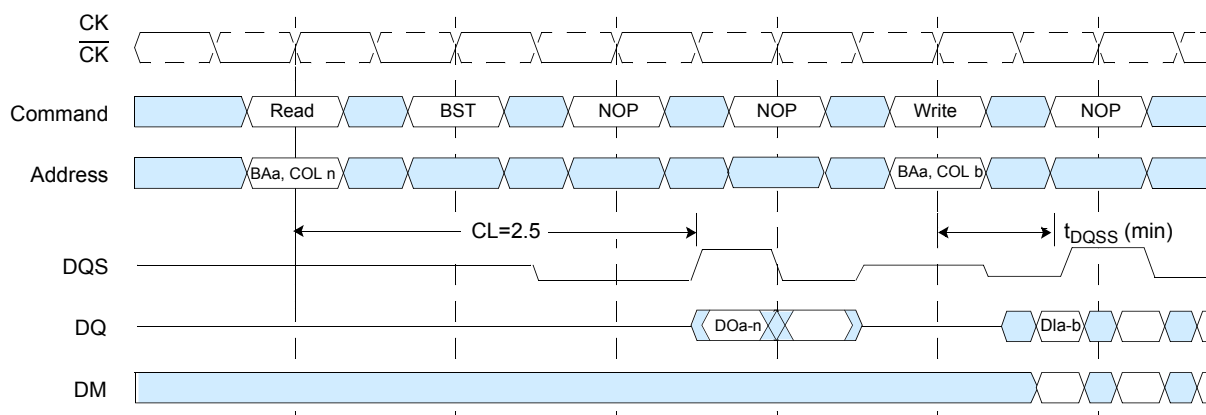 CK
CK
Command Read BST NOP NOP Write NOP
Address BAa, COL n BAa, COL b
CL=2.5 tDQSS (min)
DQS
DQ DOa-n DIa-b
DM